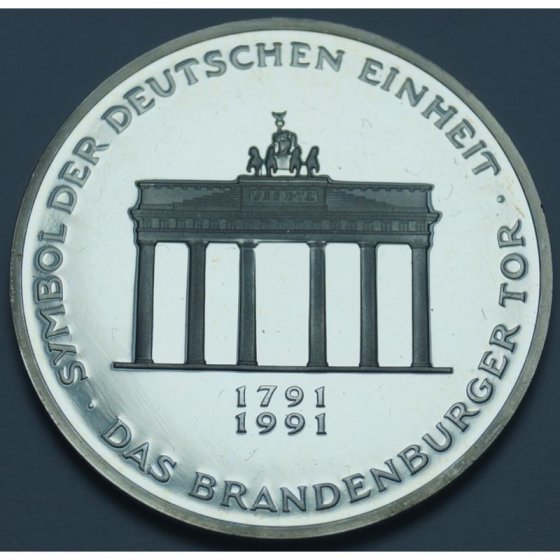 SYMBOL DER DEUTSCHEN EINHEIT ·
DAS BRANDENBURGER TOR ·
1791
1991